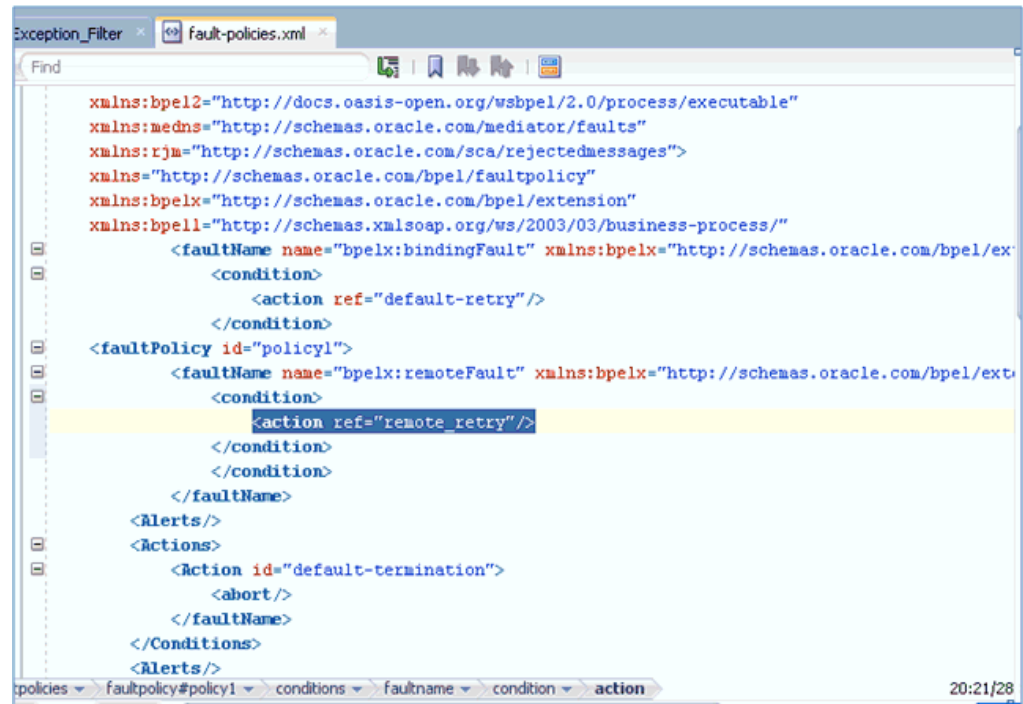 Exception_Filter fault-policies.xml
Find
xmlns:bpel2="http://docs.oasis-open.org/wsbpel/2.0/process/executable"
xmlns:medns="http://schemas.oracle.com/mediator/faults"
xmlns:rjm="http://schemas.oracle.com/sca/rejectedmessages">
xmlns="http://schemas.oracle.com/bpel/faultpolicy"
xmlns:bpelx="http://schemas.oracle.com/bpel/extension"
xmlns:bpell="http://schemas.xmlsoap.org/ws/2003/03/business-process/"
<faultName name="bpelx:bindingFault" xmlns:bpelx="http://schemas.oracle.com/bpel/ex
<condition>
<action ref="default-retry"/>
</condition>
<faultPolicy id="policy1">
<faultName name="bpelx:remoteFault" xmlns:bpelx="http://schemas.oracle.com/bpel/exte
<condition>
<action ref="remote_retry"/>
</condition>
</condition>
</faultName>
<Alerts/>
<Actions>
<Action id="default-termination">
<abort/>
</faultName>
</Conditions>
<Alerts/>
tpolicies faultpolicy#policy1 conditions faultname condition action 20:21/28